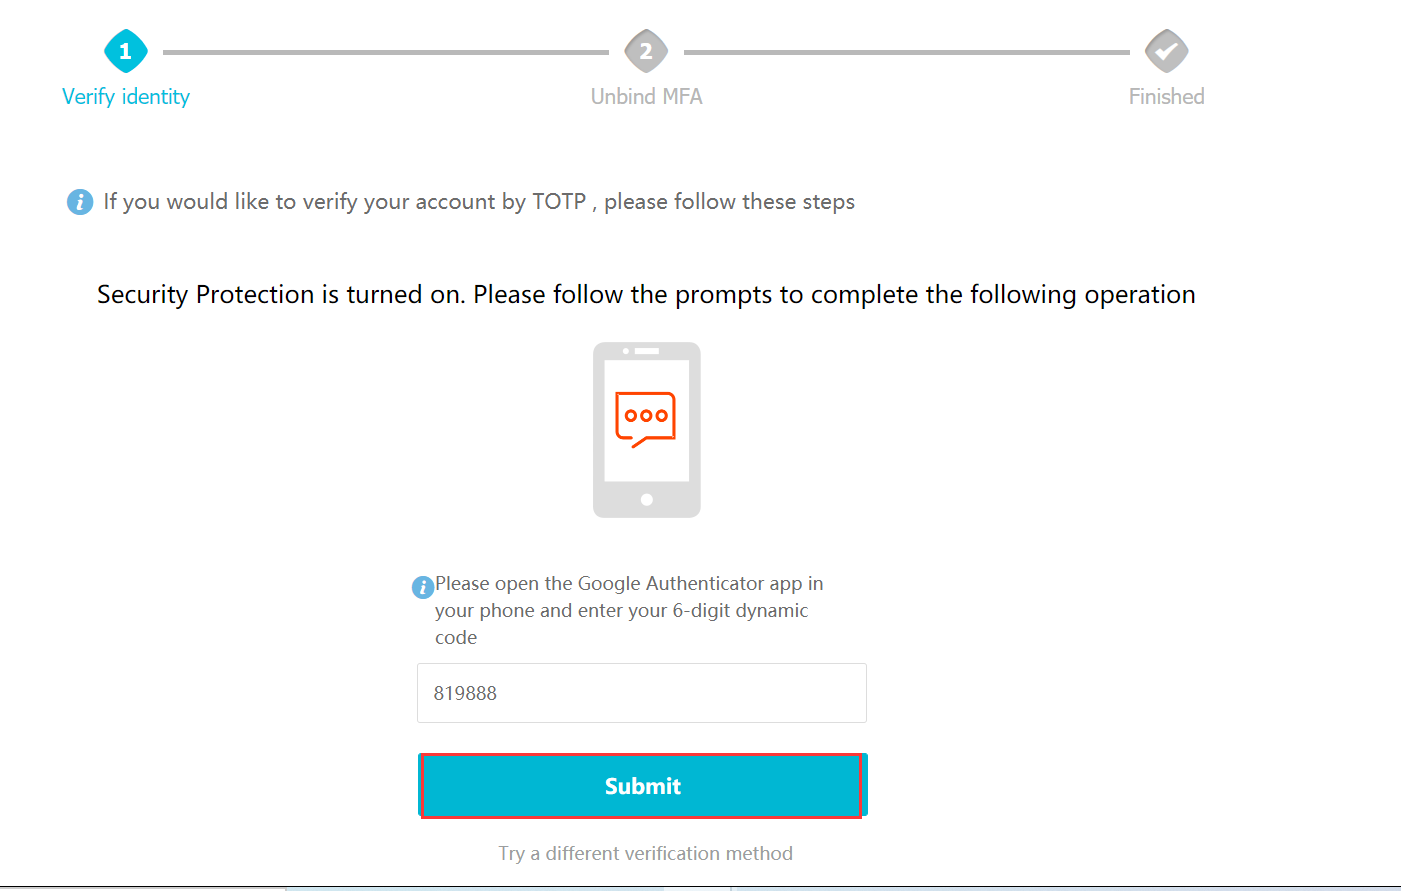 1
2
Verify identity
Unbind MFA
Finished
If you would like to verify your account by TOTP , please follow these steps
Security Protection is turned on. Please follow the prompts to complete the following operation
Please open the Google Authenticator app in
your phone and enter your 6-digit dynamic
code
819888
Submit
Try a different verification method